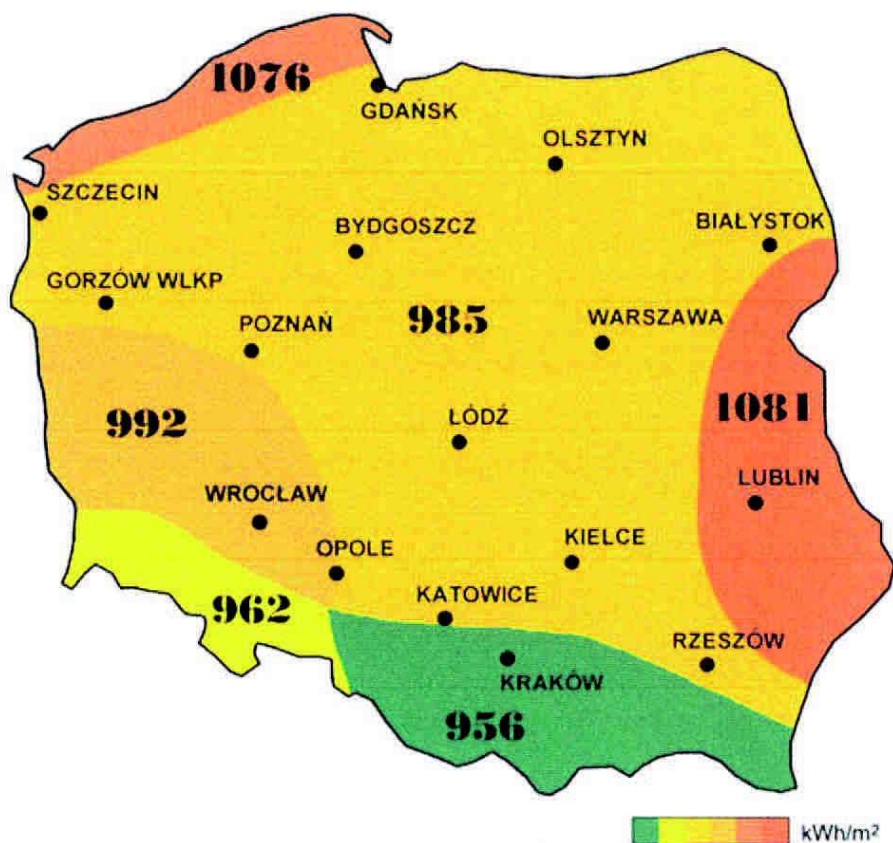 1076
GDAŃSK
OLSZTYN
SZCZECIN
BYDGOSZCZ
BIAŁYSTOK
GORZÓW WLKP
POZNAŃ
985
WARSZAWA
992
ŁÓDŹ
1081
WROCŁAW
LUBLIN
OPOLE
KIELCE
962
KATOWICE
RZESZÓW
KRAKÓW
956
kWh/m²